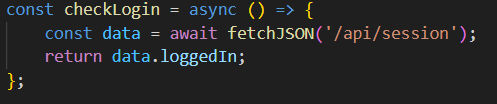 const checkLogin = async () => {
    const data = await fetchJSON('/api/session');
    return data.loggedIn;
};